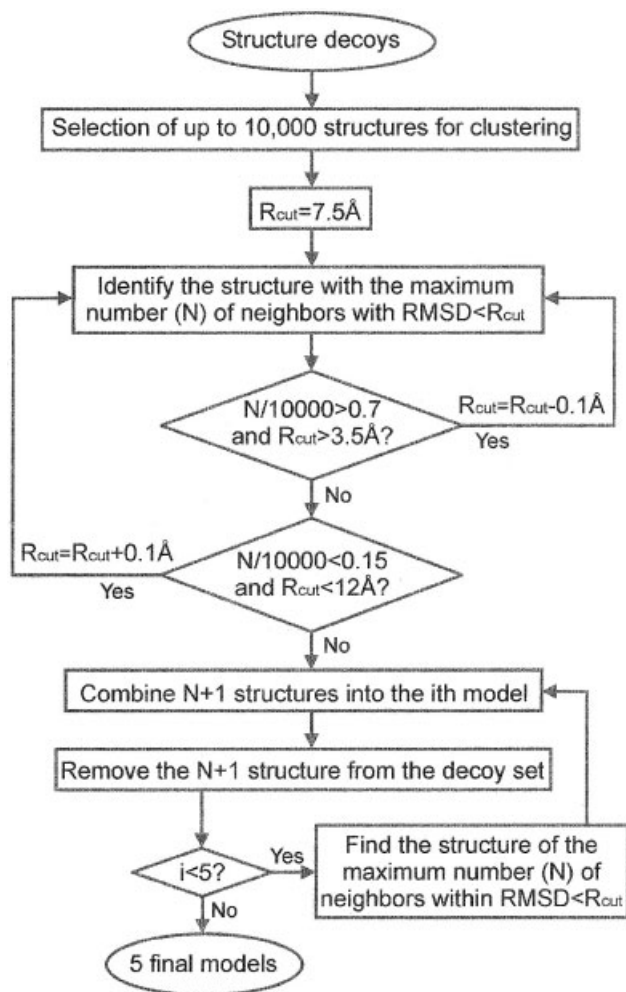 Structure decoys
Selection of up to 10,000 structures for clustering
Rcut=7.5Å
Identify the structure with the maximum
number (N) of neighbors with RMSD<Rcut
N/10000>0.7
and Rcut>3.5Å?
Rcut=Rcut-0.1Å
Yes
No
Rcut=Rcut+0.1Å
Yes
N/10000<0.15
and Rcut<12Å?
No
Combine N+1 structures into the ith model
Remove the N+1 structure from the decoy set
i<5?
Yes
Find the structure of the
maximum number (N) of
neighbors within RMSD<Rcut
No
5 final models